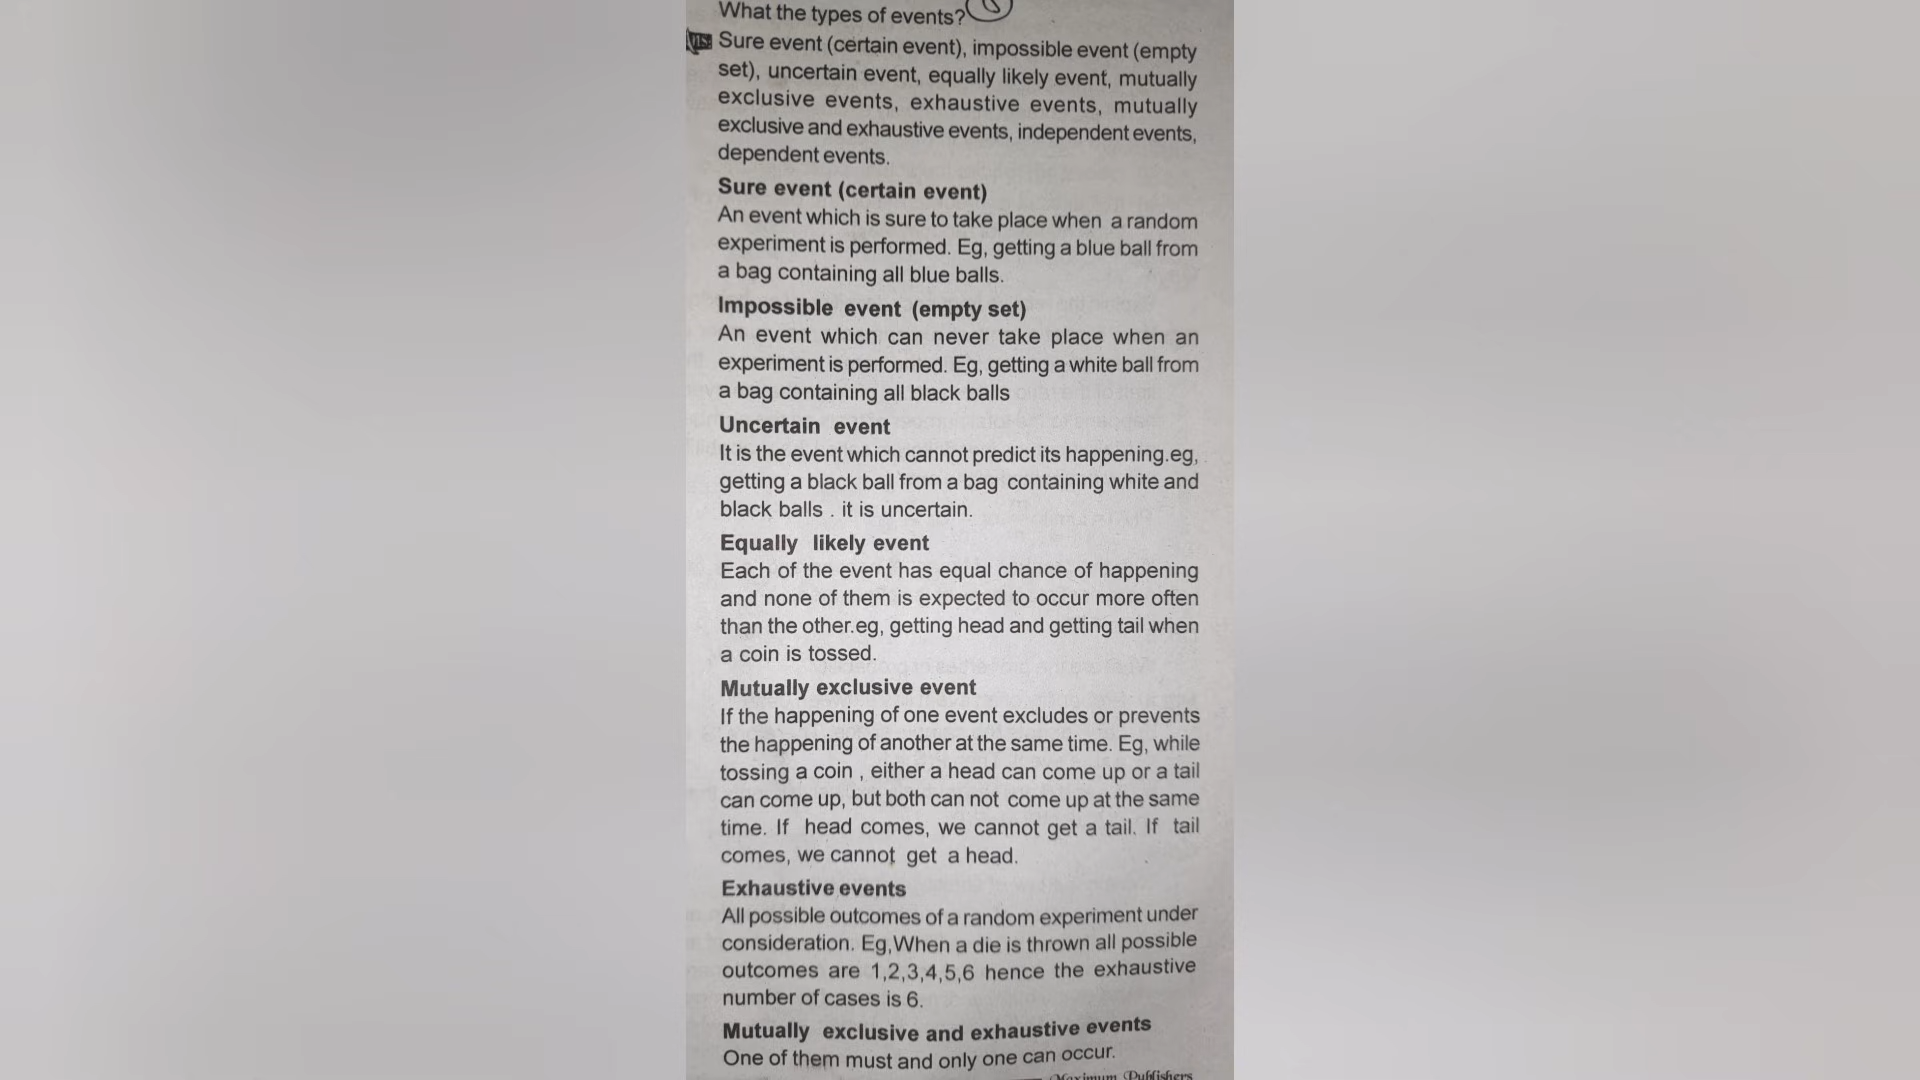 What the types of events?
Sure event (certain event), impossible event (empty
set), uncertain event, equally likely event, mutually
exclusive events, exhaustive events, mutually
exclusive and exhaustive events, independent events,
dependent events.
Sure event (certain event)
An event which is sure to take place when a random
experiment is performed. Eg, getting a blue ball from
a bag containing all blue balls.
Impossible event (empty set)
An event which can never take place when an
experiment is performed. Eg, getting a white ball from
a bag containing all black balls
Uncertain event
It is the event which cannot predict its happening.eg,
getting a black ball from a bag containing white and
black balls . it is uncertain.
Equally likely event
Each of the event has equal chance of happening
and none of them is expected to occur more often
than the other.eg, getting head and getting tail when
a coin is tossed.
Mutually exclusive event
If the happening of one event excludes or prevents
the happening of another at the same time. Eg, while
tossing a coin , either a head can come up or a tail
can come up, but both can not come up at the same
time. If head comes, we cannot get a tail. If tail
comes, we cannot get a head.
Exhaustive events
All possible outcomes of a random experiment under
consideration. Eg,When a die is thrown all possible
outcomes are 1,2,3,4,5,6 hence the exhaustive
number of cases is 6.
Mutually exclusive and exhaustive events
One of them must and only one can occur.
Maximum Publishers